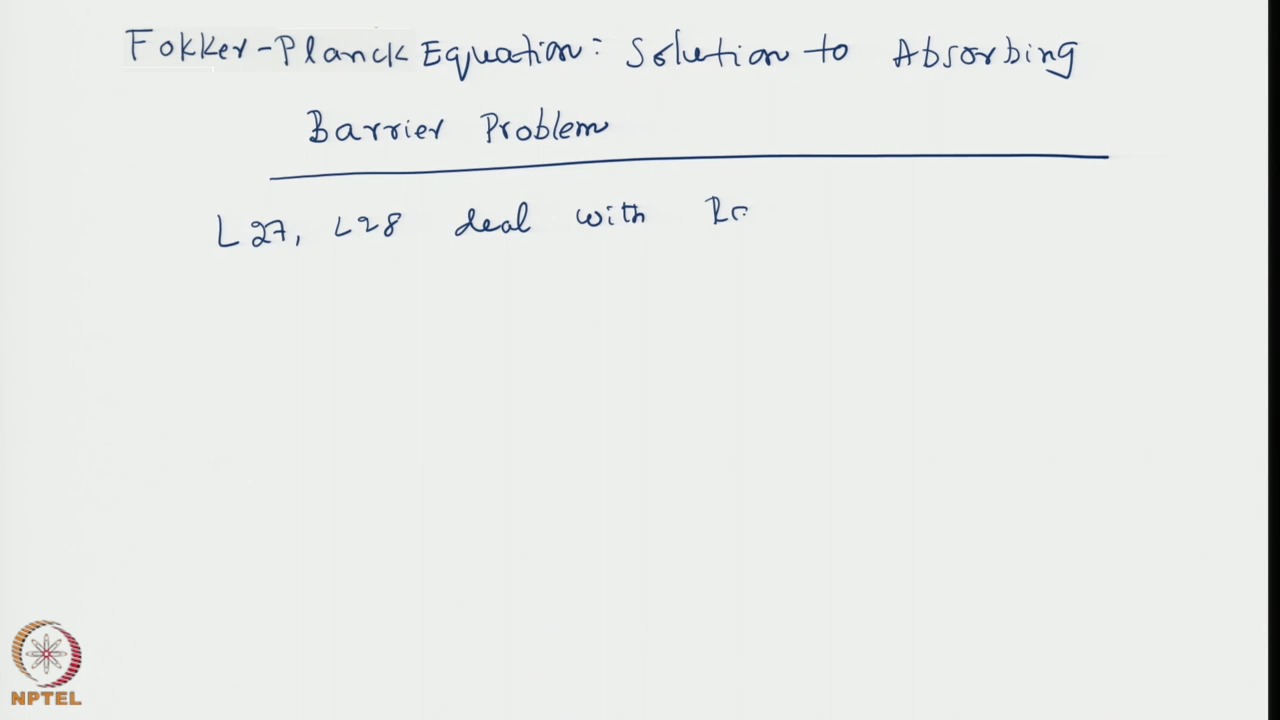 Fokker-Planck Equation: Solution to Absorbing
Barrier Problem
L27, L28 deal with
NPTEL